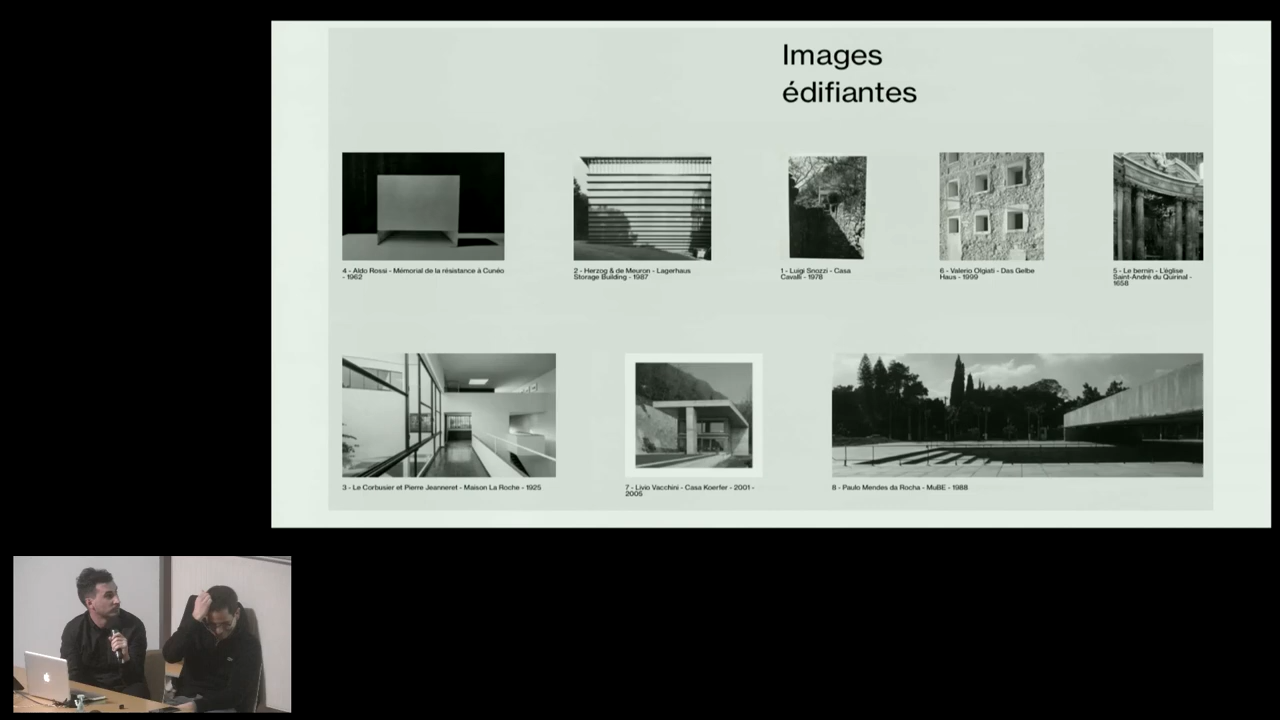 Images
édifiantes
4 - Aldo Rossi - Mémorial de la résistance à Cunéo
- 1962
2 - Herzog & de Meuron - Lagerhaus
Storage Building - 1987
1 - Luigi Snozzi - Casa
Cavalli - 1978
6 - Valerio Olgiati - Das Gelbe
Haus - 1999
5 - Le bernin - L'église
Saint-André du Quirinal -
1658
3 - Le Corbusier et Pierre Jeanneret - Maison La Roche - 1925
7 - Livio Vacchini - Casa Koerfer - 2001 -
2005
8 - Paulo Mendes da Rocha - MuBE - 1988